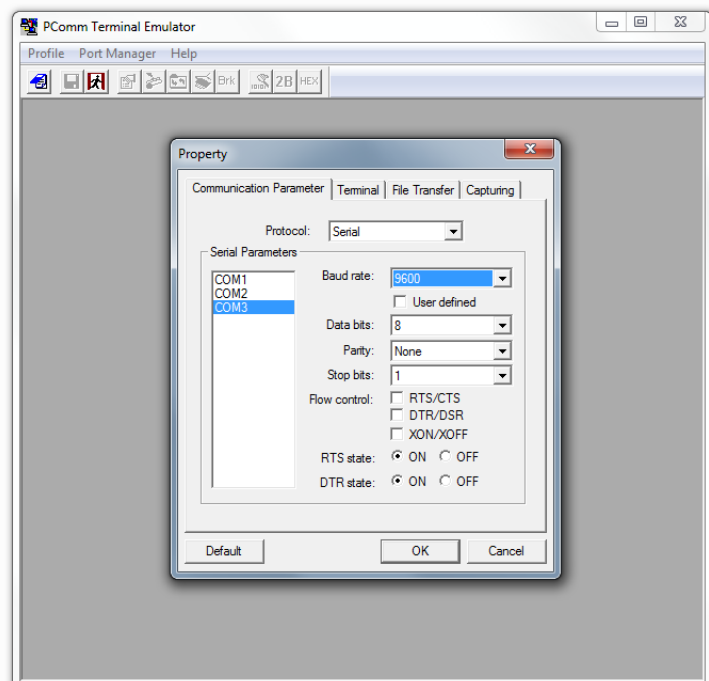 PComm Terminal Emulator
Profile Port Manager Help
Brk 1010 2B HEX
Property
Communication Parameter Terminal File Transfer Capturing
Protocol: Serial
Serial Parameters
COM1
COM2
COM3
Baud rate: 9600
User defined
Data bits: 8
Parity: None
Stop bits: 1
Flow control: RTS/CTS
DTR/DSR
XON/XOFF
RTS state: ON OFF
DTR state: ON OFF
Default OK Cancel